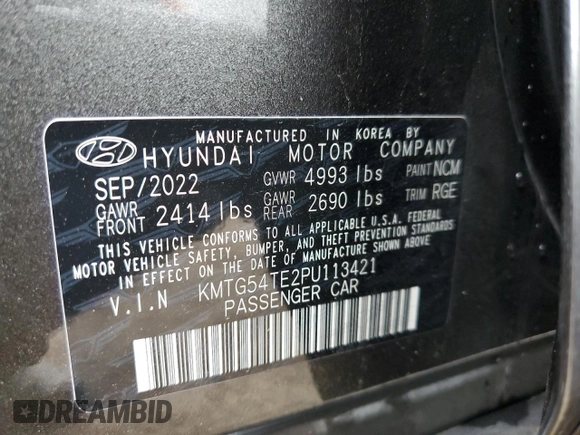 MANUFACTURED IN KOREA BY
HYUNDAI MOTOR COMPANY
SEP/2022 GVWR 4993 lbs PAINT NCM
GAWR FRONT 2414 lbs GAWR REAR 2690 lbs TRIM RGE
THIS VEHICLE CONFORMS TO ALL APPLICABLE U.S.A. FEDERAL
MOTOR VEHICLE SAFETY, BUMPER, AND THEFT PREVENTION STANDARDS
IN EFFECT ON THE DATE OF MANUFACTURE SHOWN ABOVE.
V.I.N KMTG54TE2PU113421
PASSENGER CAR
DREAMBID